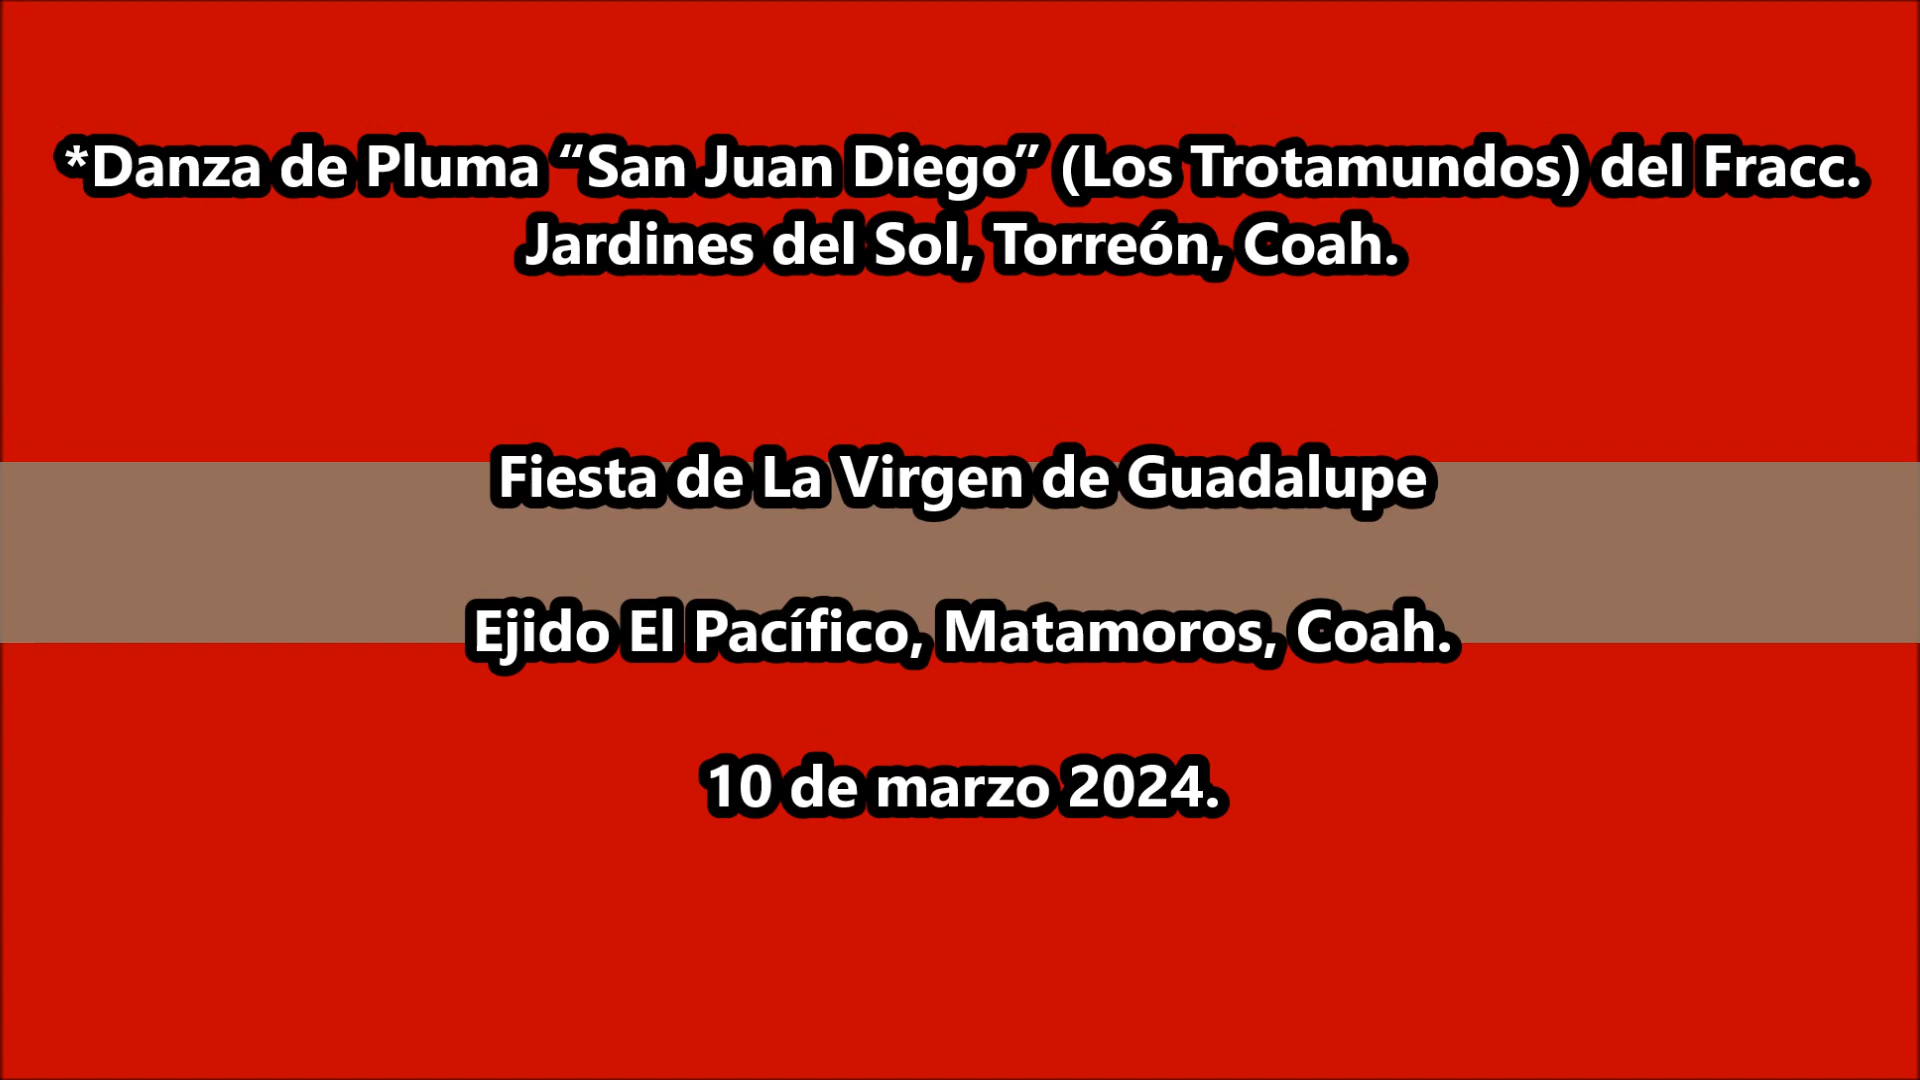 *Danza de Pluma “San Juan Diego” (Los Trotamundos) del Fracc.
Jardines del Sol, Torreón, Coah.
Fiesta de La Virgen de Guadalupe
Ejido El Pacífico, Matamoros, Coah.
10 de marzo 2024.